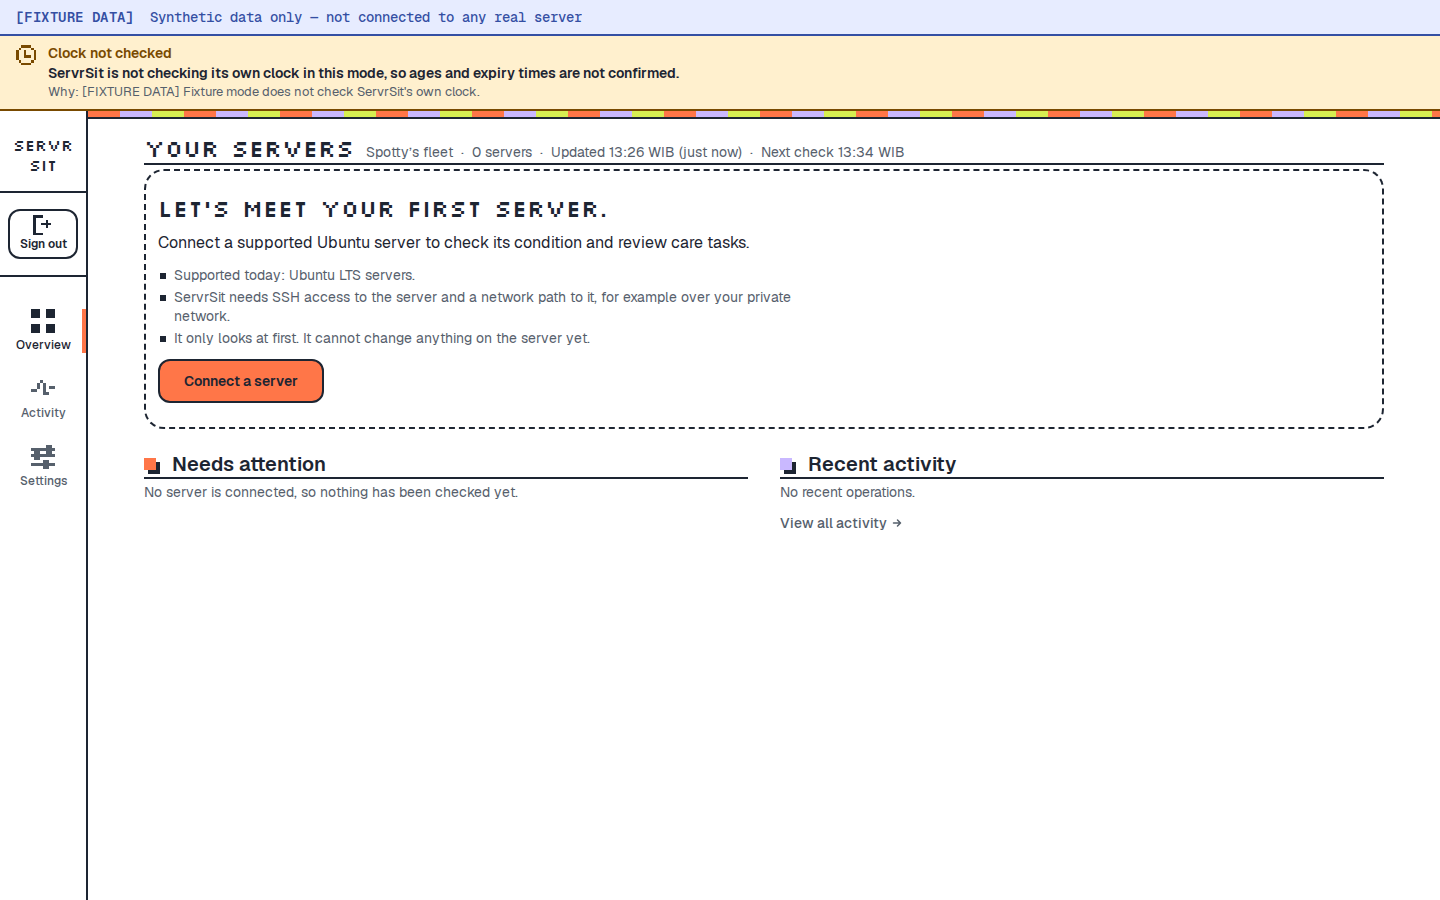 [FIXTURE DATA] Synthetic data only — not connected to any real server
Clock not checked
ServrSit is not checking its own clock in this mode, so ages and expiry times are not confirmed.
Why: [FIXTURE DATA] Fixture mode does not check ServrSit's own clock.
SERVR
SIT
Sign out
Overview
Activity
Settings
YOUR SERVERS Spotty's fleet · 0 servers · Updated 13:26 WIB (just now) · Next check 13:34 WIB
LET'S MEET YOUR FIRST SERVER.
Connect a supported Ubuntu server to check its condition and review care tasks.
Supported today: Ubuntu LTS servers.
ServrSit needs SSH access to the server and a network path to it, for example over your private
network.
It only looks at first. It cannot change anything on the server yet.
Connect a server
Needs attention
No server is connected, so nothing has been checked yet.
Recent activity
No recent operations.
View all activity →